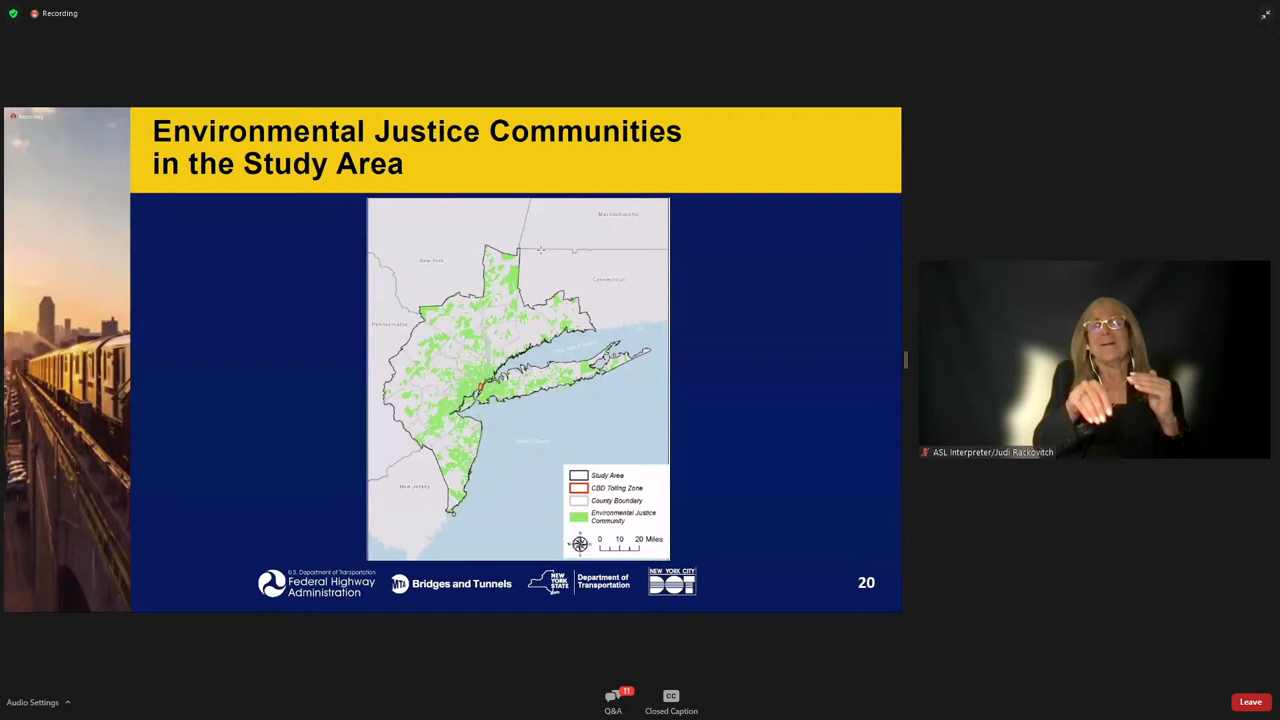 Recording
Recording
Environmental Justice Communities
in the Study Area
Massachusetts
New York
Connecticut
Pennsylvania
New Jersey
Study Area
CBD Tolling Zone
County Boundary
Environmental Justice
Community
N
0 10 20 Miles
U.S. Department of Transportation
Federal Highway
Administration
MTA Bridges and Tunnels
NEW
YORK
STATE
Department of
Transportation
NEW YORK CITY
DOT
20
ASL Interpreter/Judi Rackovitch
Audio Settings
11
Q&A
CC
Closed Caption
Leave